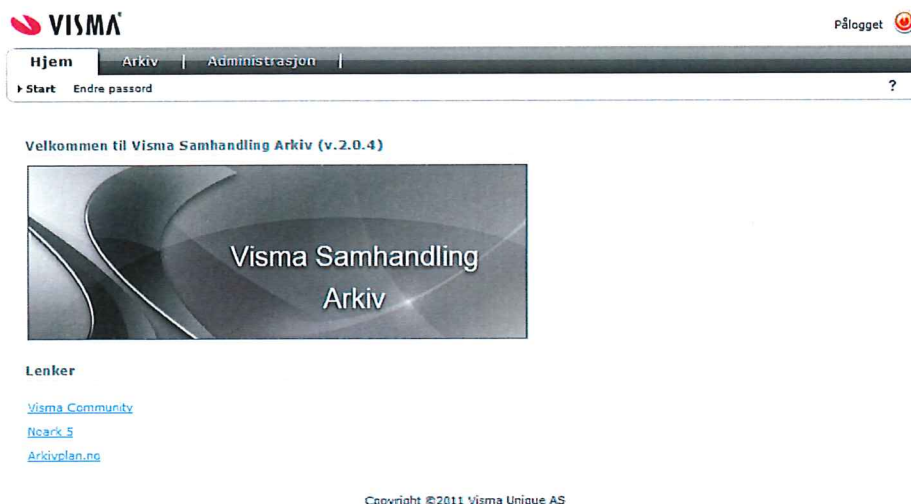 VISMA
Pålogget
Hjem Arkiv | Administrasjon |
Start Endre passord ?
Velkommen til Visma Samhandling Arkiv (v.2.0.4)
Visma Samhandling
Arkiv
Lenker
Visma Community
Noark 5
Arkivplan.no
Copyright ©2011 Visma Unique AS